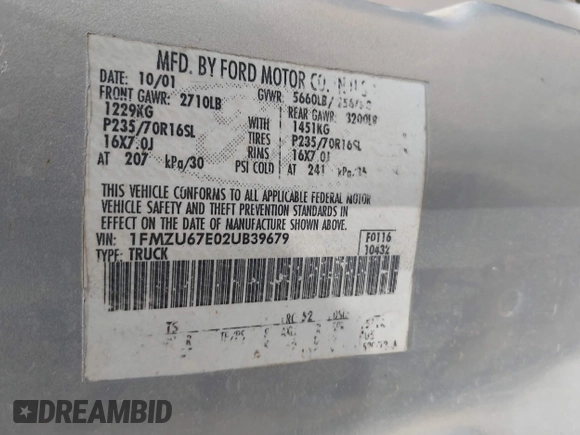 MFD. BY FORD MOTOR CO.
DATE: 10/01 GVWR: 5660LB/
FRONT GAWR: 2710LB REAR GAWR: 3200LB
1229KG WITH 1451KG
P235/70R16SL TIRES P235/70R16SL
16X7.0J RIMS 16X7.0J
AT 207 kPa/30 PSI COLD AT 241 kPa/
THIS VEHICLE CONFORMS TO ALL APPLICABLE FEDERAL MOTOR
VEHICLE SAFETY AND THEFT PREVENTION STANDARDS IN
EFFECT ON THE DATE OF MANUFACTURE SHOWN ABOVE.
VIN: 1FMZU67E02UB39679 F0116
TYPE: TRUCK
TS 52
DREAMBID